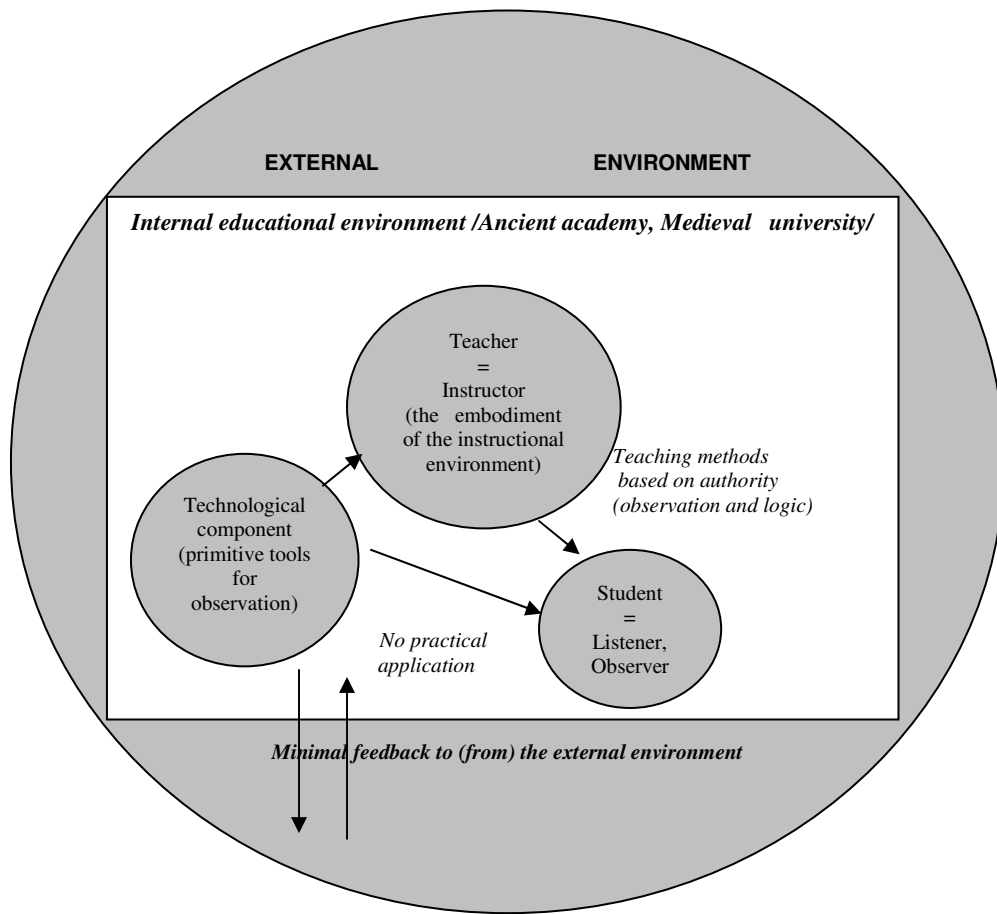 EXTERNAL ENVIRONMENT
Internal educational environment /Ancient academy, Medieval university/
Teacher
=
Instructor
(the embodiment
of the instructional
environment)
Teaching methods
based on authority
(observation and logic)
Technological
component
(primitive tools
for
observation)
Student
=
Listener,
Observer
No practical
application
Minimal feedback to (from) the external environment